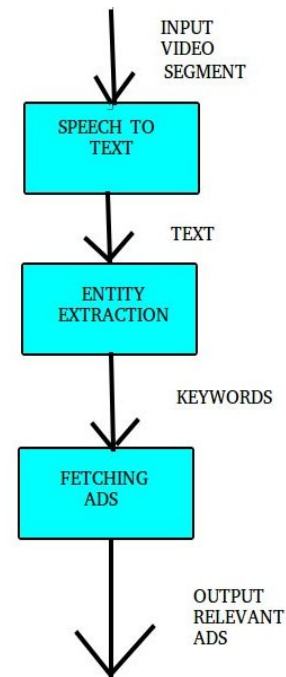 INPUT
VIDEO
SEGMENT
SPEECH TO
TEXT
TEXT
ENTITY
EXTRACTION
KEYWORDS
FETCHING
ADS
OUTPUT
RELEVANT
ADS